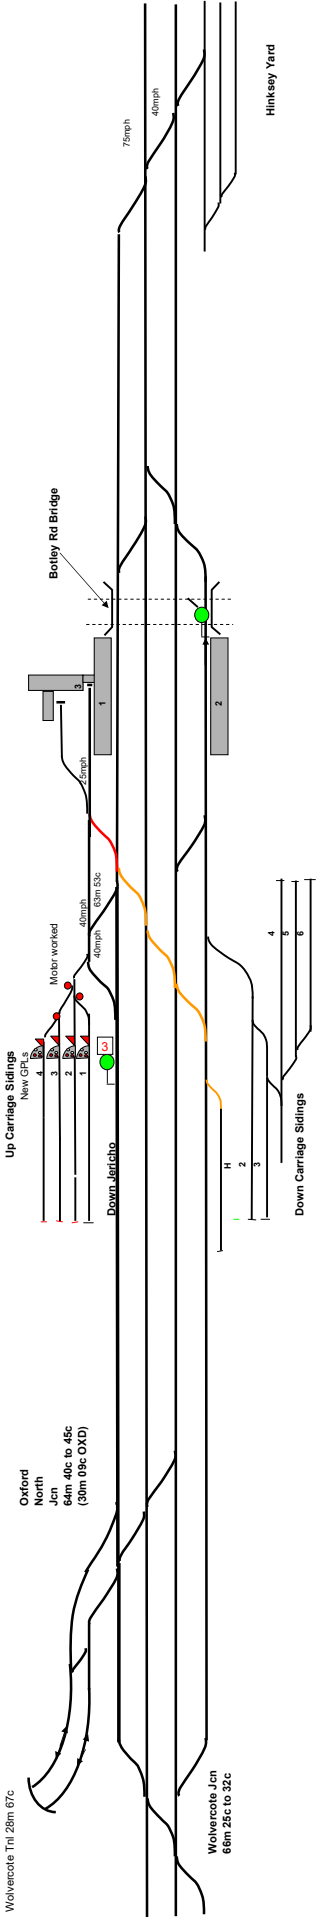 Hinksey Yard
75mph
40mph
Botley Rd Bridge
3
1
2
25mph
63m 53c
40mph
40mph
Motor worked
Up Carriage Sidings
New GPLs
4
3
2
1
3
Down Jericho
4
5
6
H
2
3
Down Carriage Sidings
Oxford
North
Jcn
64m 40c to 45c
(30m 09c OXD)
Wolvercote Tnl 28m 67c
Wolvercote Jcn
66m 25c to 32c